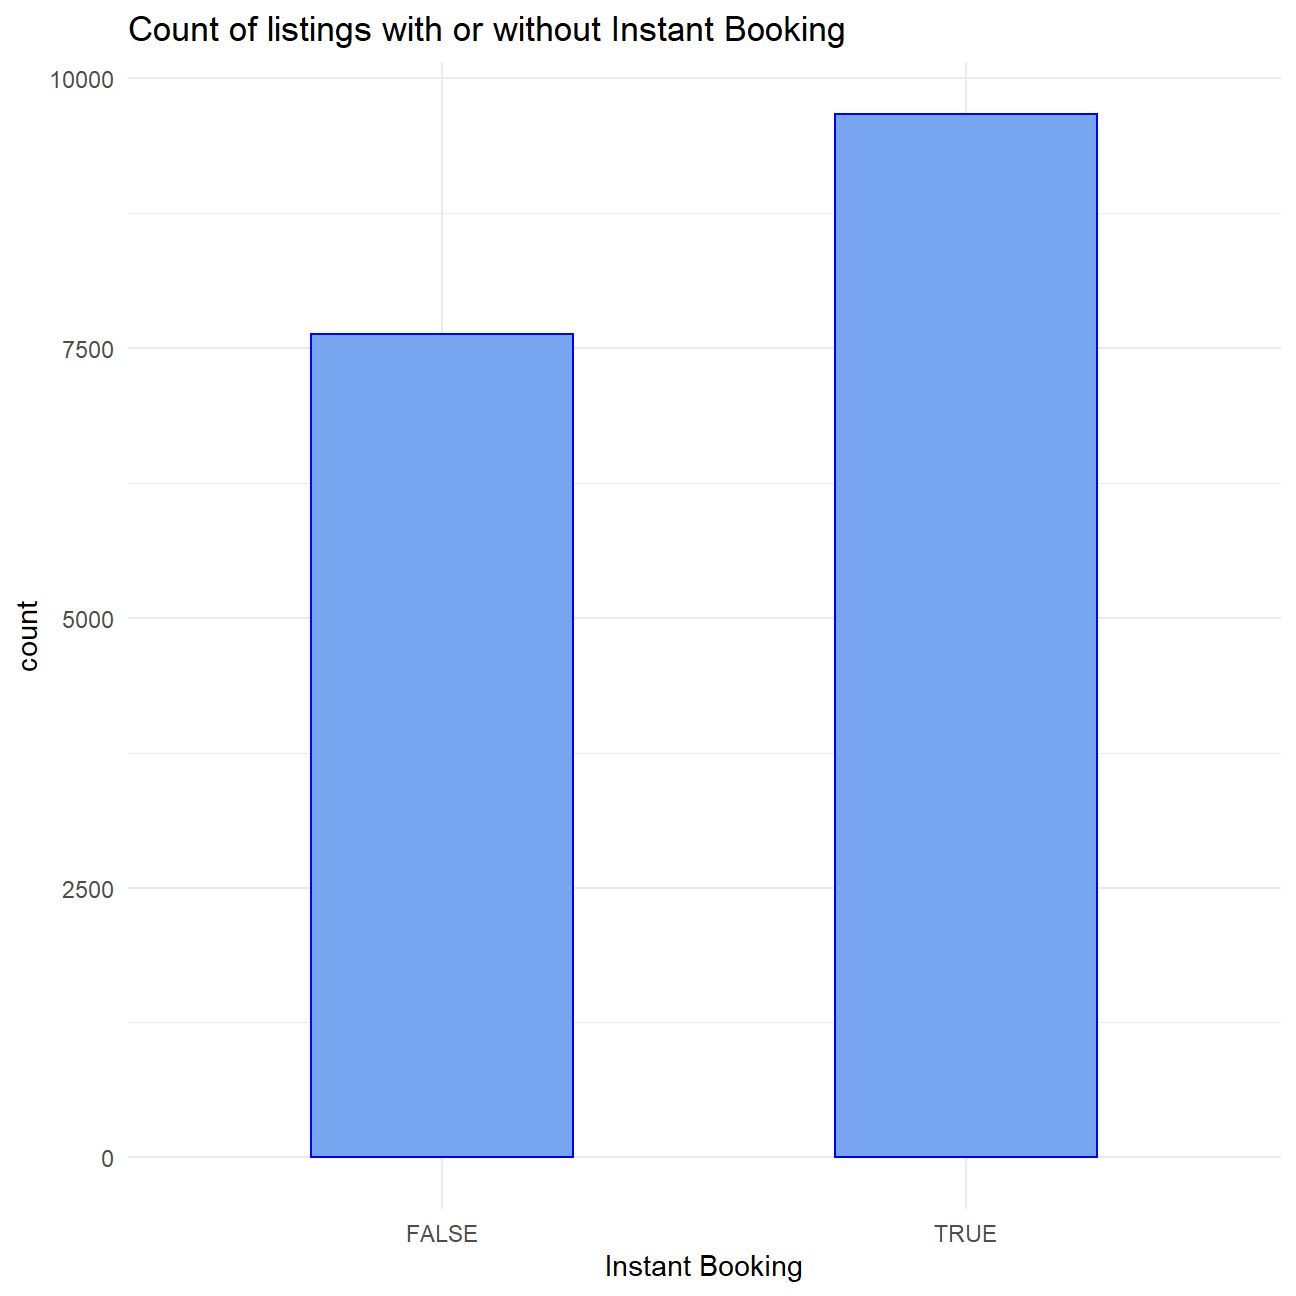 Count of listings with or without Instant Booking
10000
7500
5000
2500
0
count
FALSE
TRUE
Instant Booking